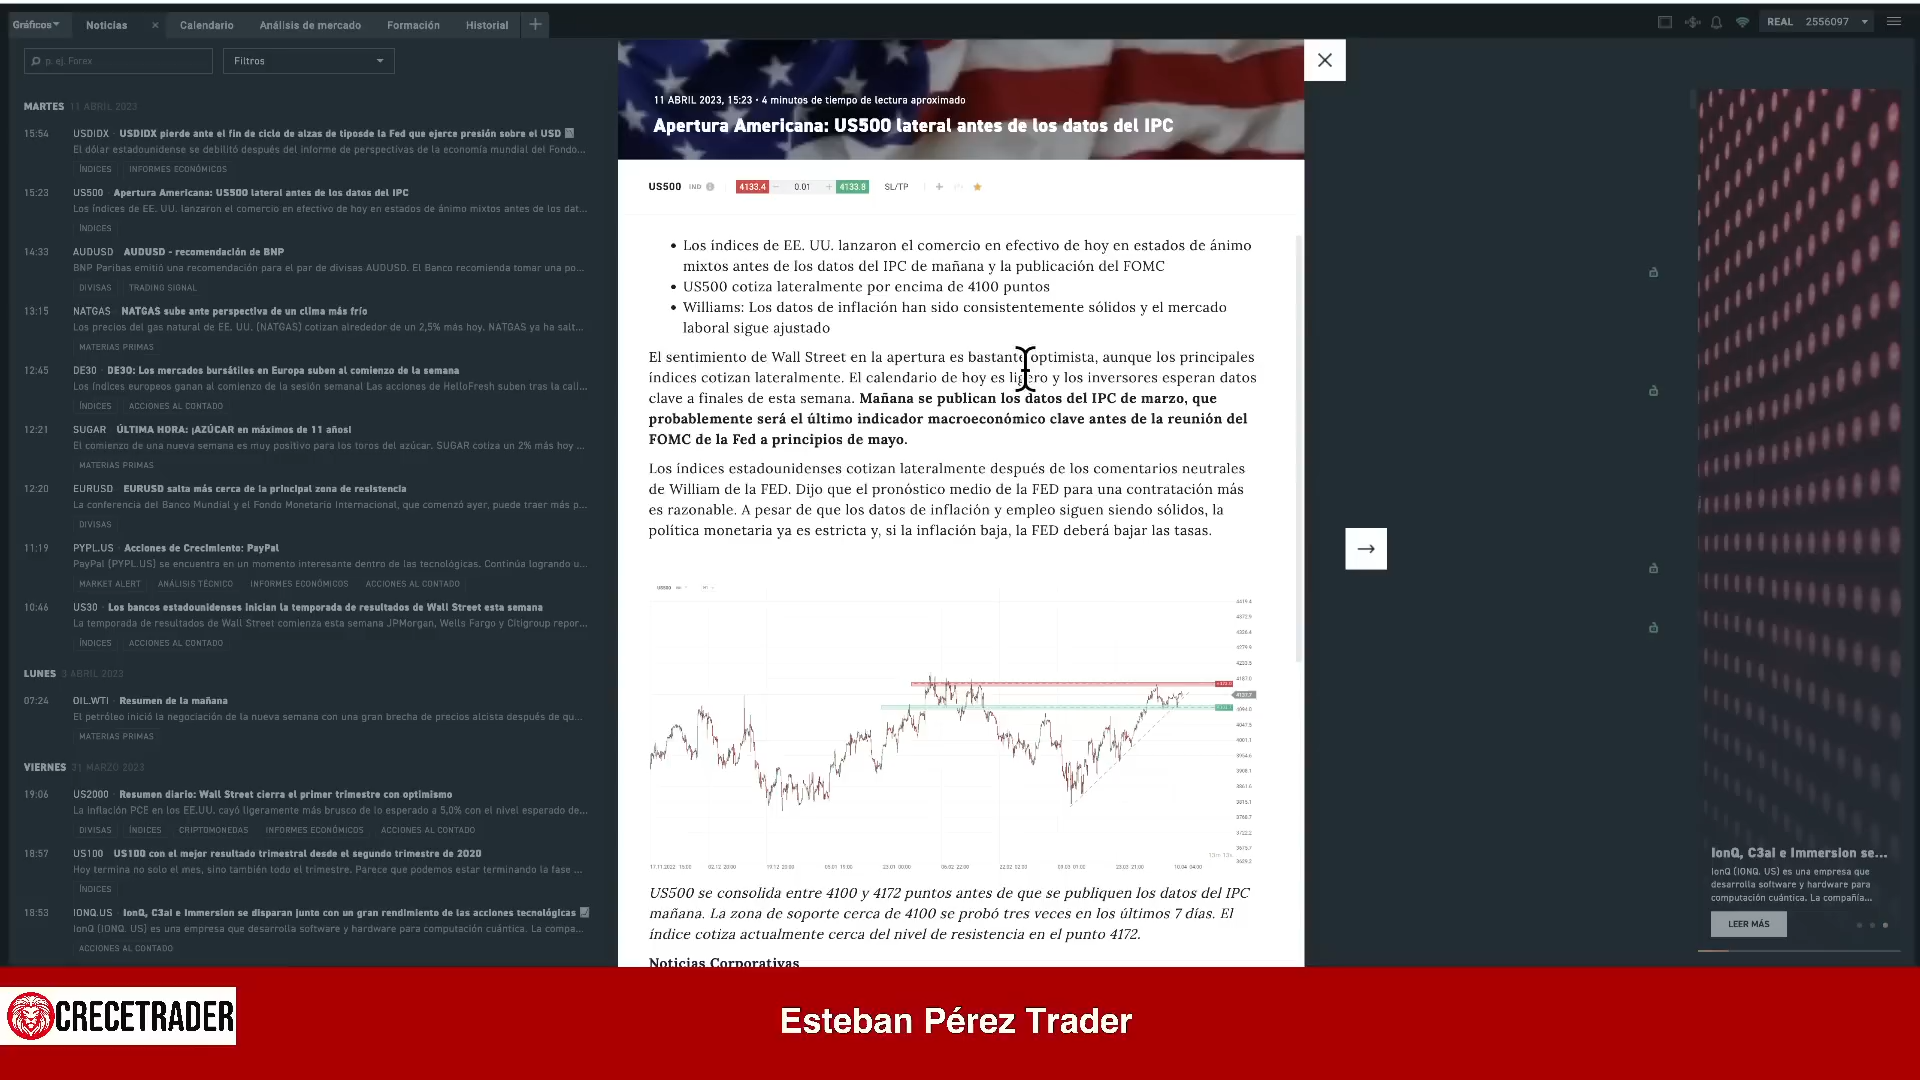 Gráficos
Noticias
Calendario
Análisis de mercado
Formación
Historial
REAL 2556097
p. ej. Forex
Filtros
MARTES 11 ABRIL 2023
15:54 USDIDX · USDIDX pierde ante el fin de ciclo de alzas de tiposde la Fed que ejerce presión sobre el USD
El dólar estadounidense se debilitó después del informe de perspectivas de la economía mundial del Fondo...
ÍNDICES INFORMES ECONÓMICOS
15:23 US500 · Apertura Americana: US500 lateral antes de los datos del IPC
Los índices de EE. UU. lanzaron el comercio en efectivo de hoy en estados de ánimo mixtos antes de los dat...
ÍNDICES
14:33 AUDUSD · AUDUSD - recomendación de BNP
BNP Paribas emitió una recomendación para el par de divisas AUDUSD. El Banco recomienda tomar una po...
DIVISAS TRADING SIGNAL
13:15 NATGAS · NATGAS sube ante perspectiva de un clima más frío
Los precios del gas natural de EE. UU. (NATGAS) cotizan alrededor de un 2,5% más hoy. NATGAS ya ha salt...
MATERIAS PRIMAS
12:45 DE30 · DE30: Los mercados bursátiles en Europa suben al comienzo de la semana
Los índices europeos ganan al comienzo de la sesión semanal Las acciones de HelloFresh suben tras la call...
ÍNDICES ACCIONES AL CONTADO
12:21 SUGAR · ÚLTIMA HORA: ¡AZÚCAR en máximos de 11 años!
El comienzo de una nueva semana es muy positivo para los toros del azúcar. SUGAR cotiza un 2% más hoy ...
MATERIAS PRIMAS
12:20 EURUSD · EURUSD salta más cerca de la principal zona de resistencia
La conferencia del Banco Mundial y el Fondo Monetario Internacional, que comenzó ayer, puede traer más p...
DIVISAS
11:19 PYPL.US · Acciones de Crecimiento: PayPal
PayPal (PYPL.US) se encuentra en un momento interesante dentro de las tecnológicas. Continúa logrando u...
MARKET ALERT ANÁLISIS TÉCNICO INFORMES ECONÓMICOS ACCIONES AL CONTADO
10:46 US30 · Los bancos estadounidenses inician la temporada de resultados de Wall Street esta semana
La temporada de resultados de Wall Street comienza esta semana JPMorgan, Wells Fargo y Citigroup repor...
ÍNDICES ACCIONES AL CONTADO
LUNES 3 ABRIL 2023
07:24 OIL.WTI · Resumen de la mañana
El petróleo inició la negociación de la nueva semana con una gran brecha de precios alcista después de qu...
MATERIAS PRIMAS
VIERNES 31 MARZO 2023
19:06 US2000 · Resumen diario: Wall Street cierra el primer trimestre con optimismo
La inflación PCE en los EE.UU. cayó ligeramente más brusco de lo esperado a 5,0% con el nivel esperado de...
DIVISAS ÍNDICES CRIPTOMONEDAS INFORMES ECONÓMICOS ACCIONES AL CONTADO
18:57 US100 · US100 con el mejor resultado trimestral desde el segundo trimestre de 2020
Hoy termina no solo el mes, sino también todo el trimestre. Parece que podemos estar terminando la fase ...
ÍNDICES
18:53 IONQ.US · IonQ, C3ai e Immersion se disparan junto con un gran rendimiento de las acciones tecnológicas
IonQ (IONQ. US) es una empresa que desarrolla software y hardware para computación cuántica. La compa...
ACCIONES AL CONTADO
11 ABRIL 2023, 15:23 · 4 minutos de tiempo de lectura aproximado
Apertura Americana: US500 lateral antes de los datos del IPC
US500 IND 4133.4 − 0.01 + 4133.8 SL/TP
• Los índices de EE. UU. lanzaron el comercio en efectivo de hoy en estados de ánimo
mixtos antes de los datos del IPC de mañana y la publicación del FOMC
• US500 cotiza lateralmente por encima de 4100 puntos
• Williams: Los datos de inflación han sido consistentemente sólidos y el mercado
laboral sigue ajustado
El sentimiento de Wall Street en la apertura es bastante optimista, aunque los principales
índices cotizan lateralmente. El calendario de hoy es ligero y los inversores esperan datos
clave a finales de esta semana. Mañana se publican los datos del IPC de marzo, que
probablemente será el último indicador macroeconómico clave antes de la reunión del
FOMC de la Fed a principios de mayo.
Los índices estadounidenses cotizan lateralmente después de los comentarios neutrales
de William de la FED. Dijo que el pronóstico medio de la FED para una contratación más
es razonable. A pesar de que los datos de inflación y empleo siguen siendo sólidos, la
política monetaria ya es estricta y, si la inflación baja, la FED deberá bajar las tasas.
US500
US500 se consolida entre 4100 y 4172 puntos antes de que se publiquen los datos del IPC
mañana. La zona de soporte cerca de 4100 se probó tres veces en los últimos 7 días. El
índice cotiza actualmente cerca del nivel de resistencia en el punto 4172.
Noticias Corporativas
IonQ, C3ai e Immersion se...
IonQ (IONQ. US) es una empresa que
desarrolla software y hardware para
computación cuántica. La compañía...
LEER MÁS
CRECETRADER
Esteban Pérez Trader